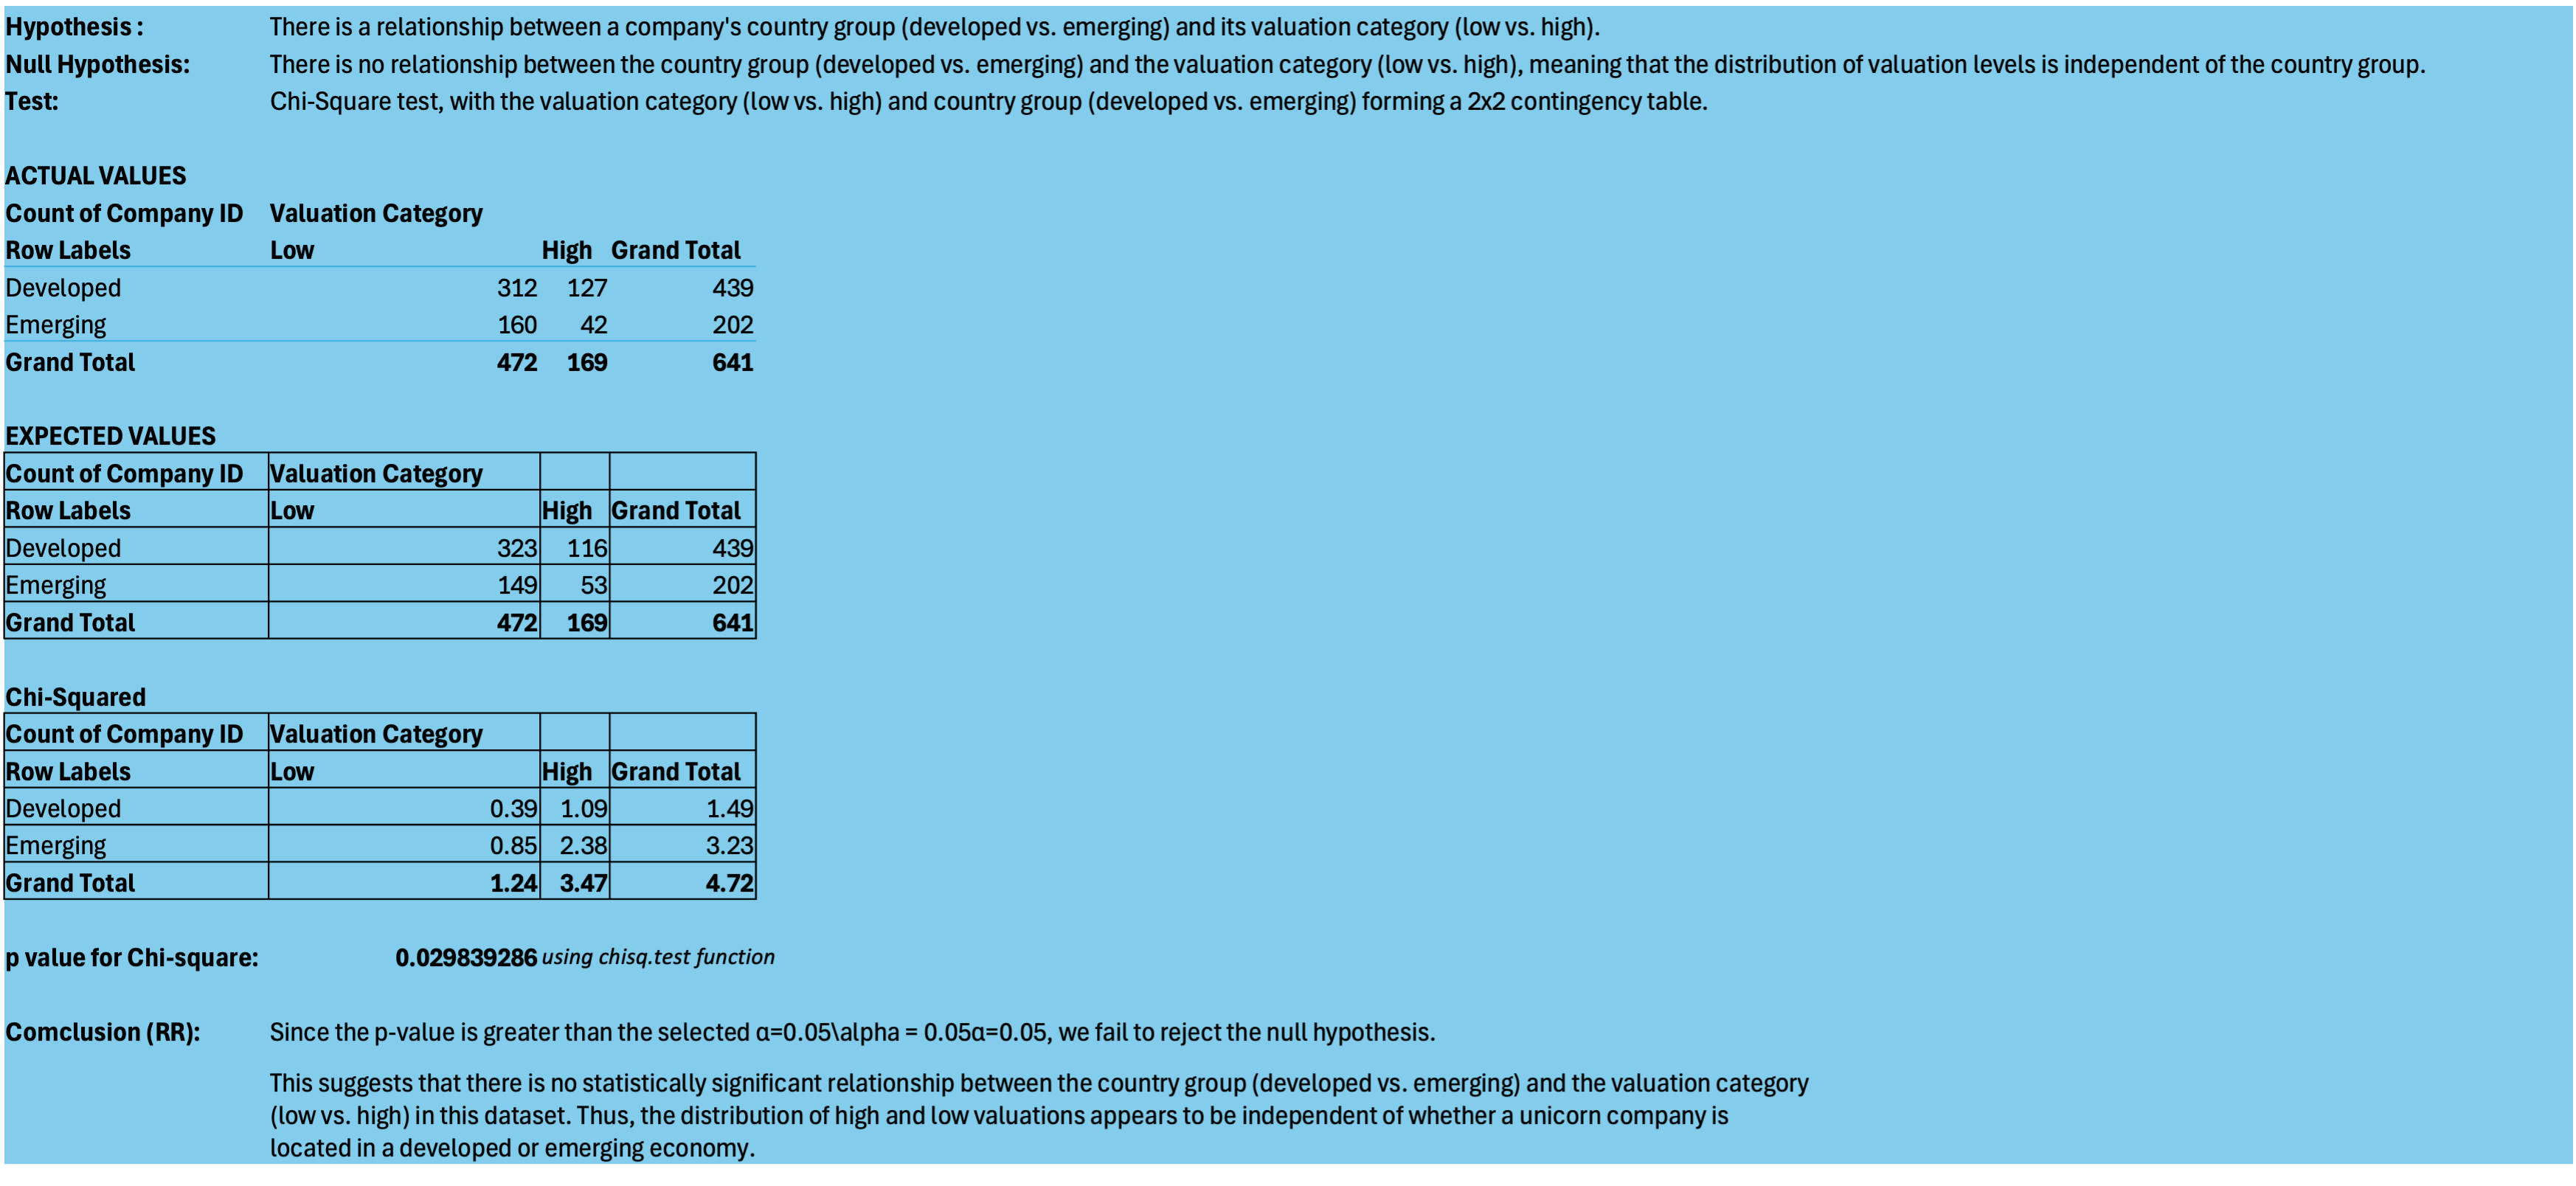 Hypothesis : There is a relationship between a company's country group (developed vs. emerging) and its valuation category (low vs. high).
Null Hypothesis: There is no relationship between the country group (developed vs. emerging) and the valuation category (low vs. high), meaning that the distribution of valuation levels is independent of the country group.
Test: Chi-Square test, with the valuation category (low vs. high) and country group (developed vs. emerging) forming a 2x2 contingency table.
ACTUAL VALUES
Count of Company ID Valuation Category
Row Labels Low High Grand Total
Developed 312 127 439
Emerging 160 42 202
Grand Total 472 169 641
EXPECTED VALUES
Count of Company ID Valuation Category
Row Labels Low High Grand Total
Developed 323 116 439
Emerging 149 53 202
Grand Total 472 169 641
Chi-Squared
Count of Company ID Valuation Category
Row Labels Low High Grand Total
Developed 0.39 1.09 1.49
Emerging 0.85 2.38 3.23
Grand Total 1.24 3.47 4.72
p value for Chi-square: 0.029839286 using chisq.test function
Comclusion (RR): Since the p-value is greater than the selected α=0.05\alpha = 0.05α=0.05, we fail to reject the null hypothesis.
This suggests that there is no statistically significant relationship between the country group (developed vs. emerging) and the valuation category
(low vs. high) in this dataset. Thus, the distribution of high and low valuations appears to be independent of whether a unicorn company is
located in a developed or emerging economy.